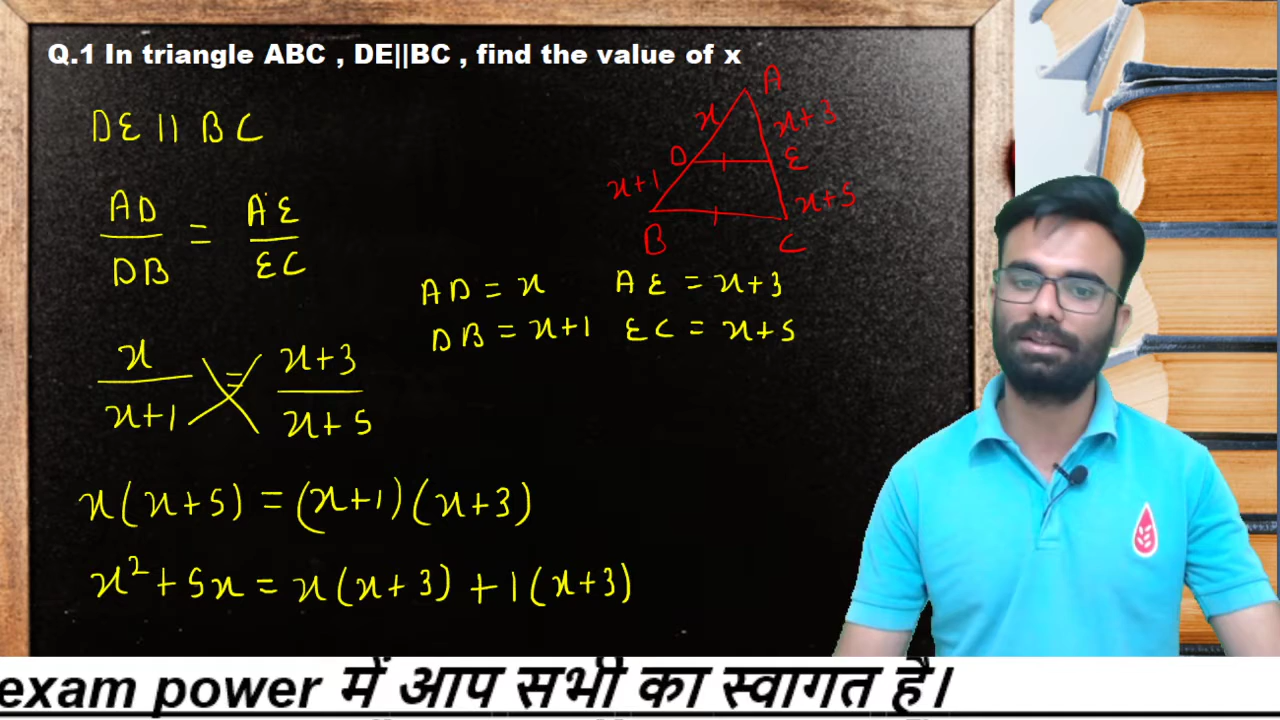 Q.1 In triangle ABC , DE||BC , find the value of x
DE || BC
AD/DB = AE/EC
x/x+1 = x+3/x+5
x(x+5) = (x+1)(x+3)
x²+5x = x(x+3) + 1(x+3)
A
x
x+3
D
E
x+1
x+5
B
C
AD = x AE = x+3
DB = x+1 EC = x+5
exam power में आप सभी का स्वागत है।